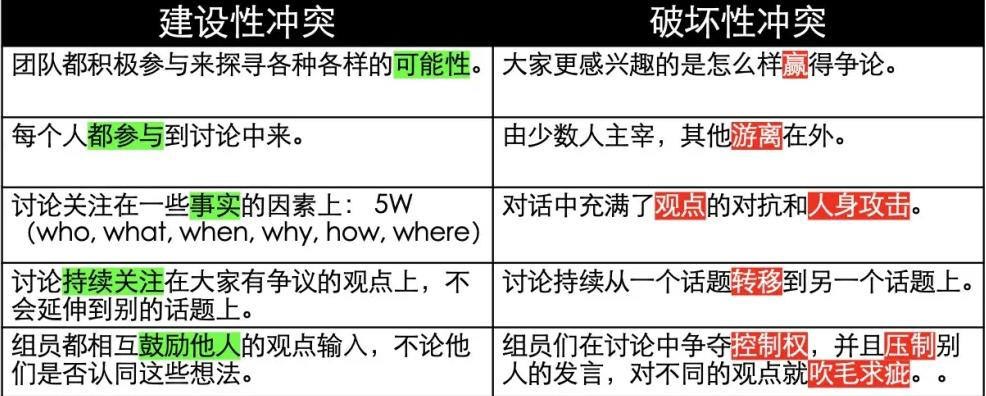 建设性冲突
破坏性冲突
团队都积极参与来探寻各种各样的可能性。
大家更感兴趣的是怎么样赢得争论。
每个人都参与到讨论中来。
由少数人主宰，其他游离在外。
讨论关注在一些事实的因素上： 5W
（who, what, when, why, how, where）
对话中充满了观点的对抗和人身攻击。
讨论持续关注在大家有争议的观点上，不
会延伸到别的话题上。
讨论持续从一个话题转移到另一个话题上。
组员都相互鼓励他人的观点输入，不论他
们是否认同这些想法。
组员们在讨论中争夺控制权，并且压制别
人的发言，对不同的观点就吹毛求疵。。